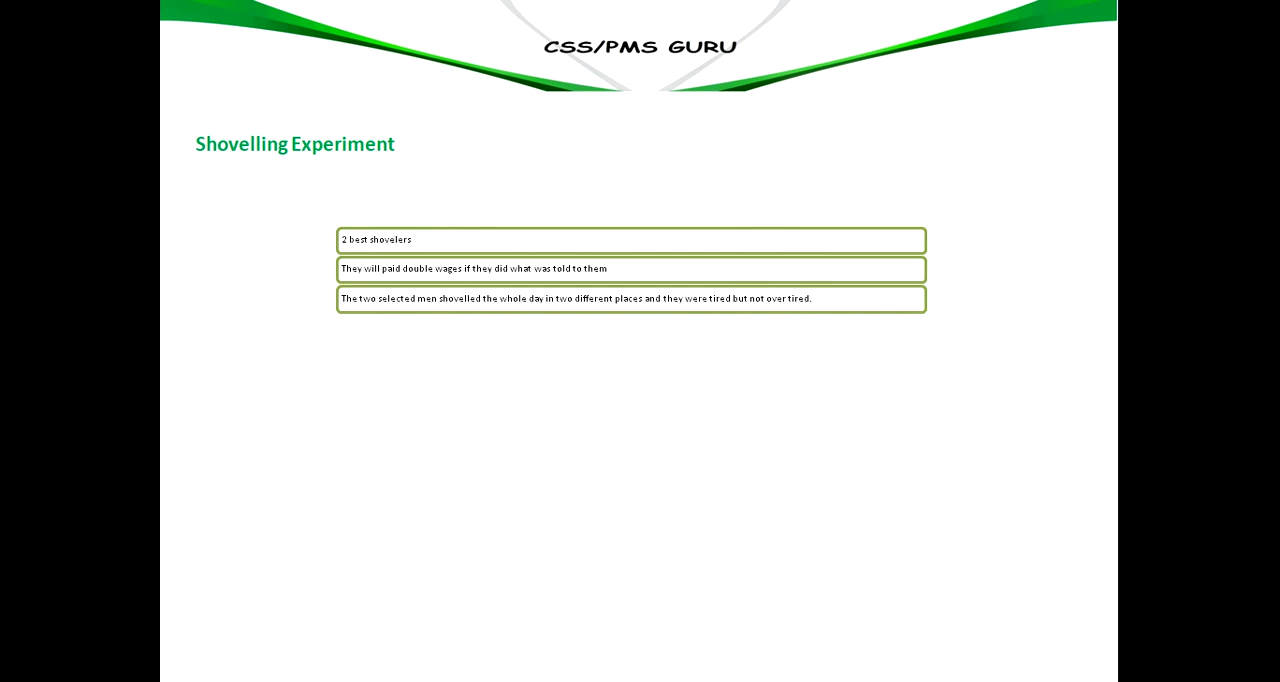 CSS/PMS GURU
Shovelling Experiment
2 best shovelers
They will paid double wages if they did what was told to them
The two selected men shovelled the whole day in two different places and they were tired but not over tired.